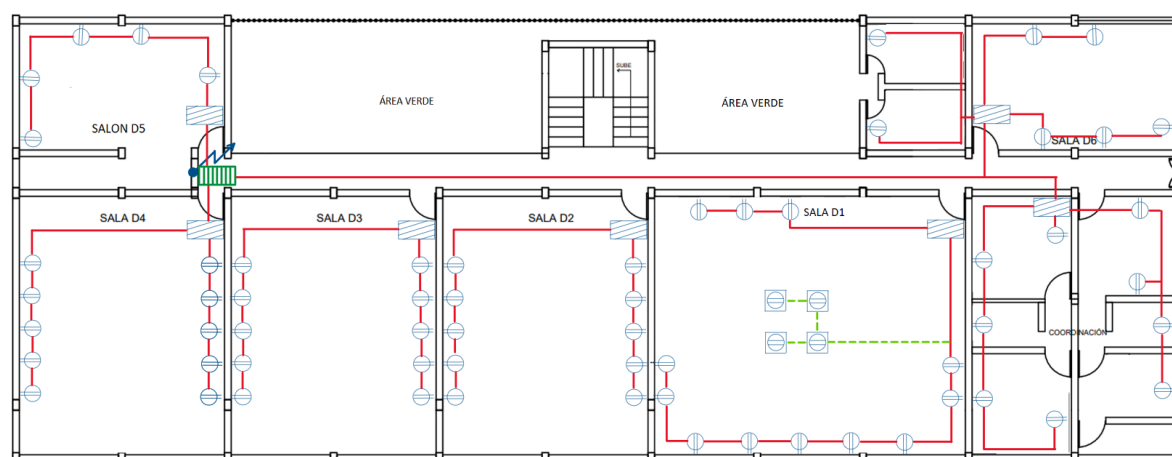 SUBE
ÁREA VERDE
ÁREA VERDE
SALON D5
SALA D6
SALA D4
SALA D3
SALA D2
SALA D1
COORDINACIÓN